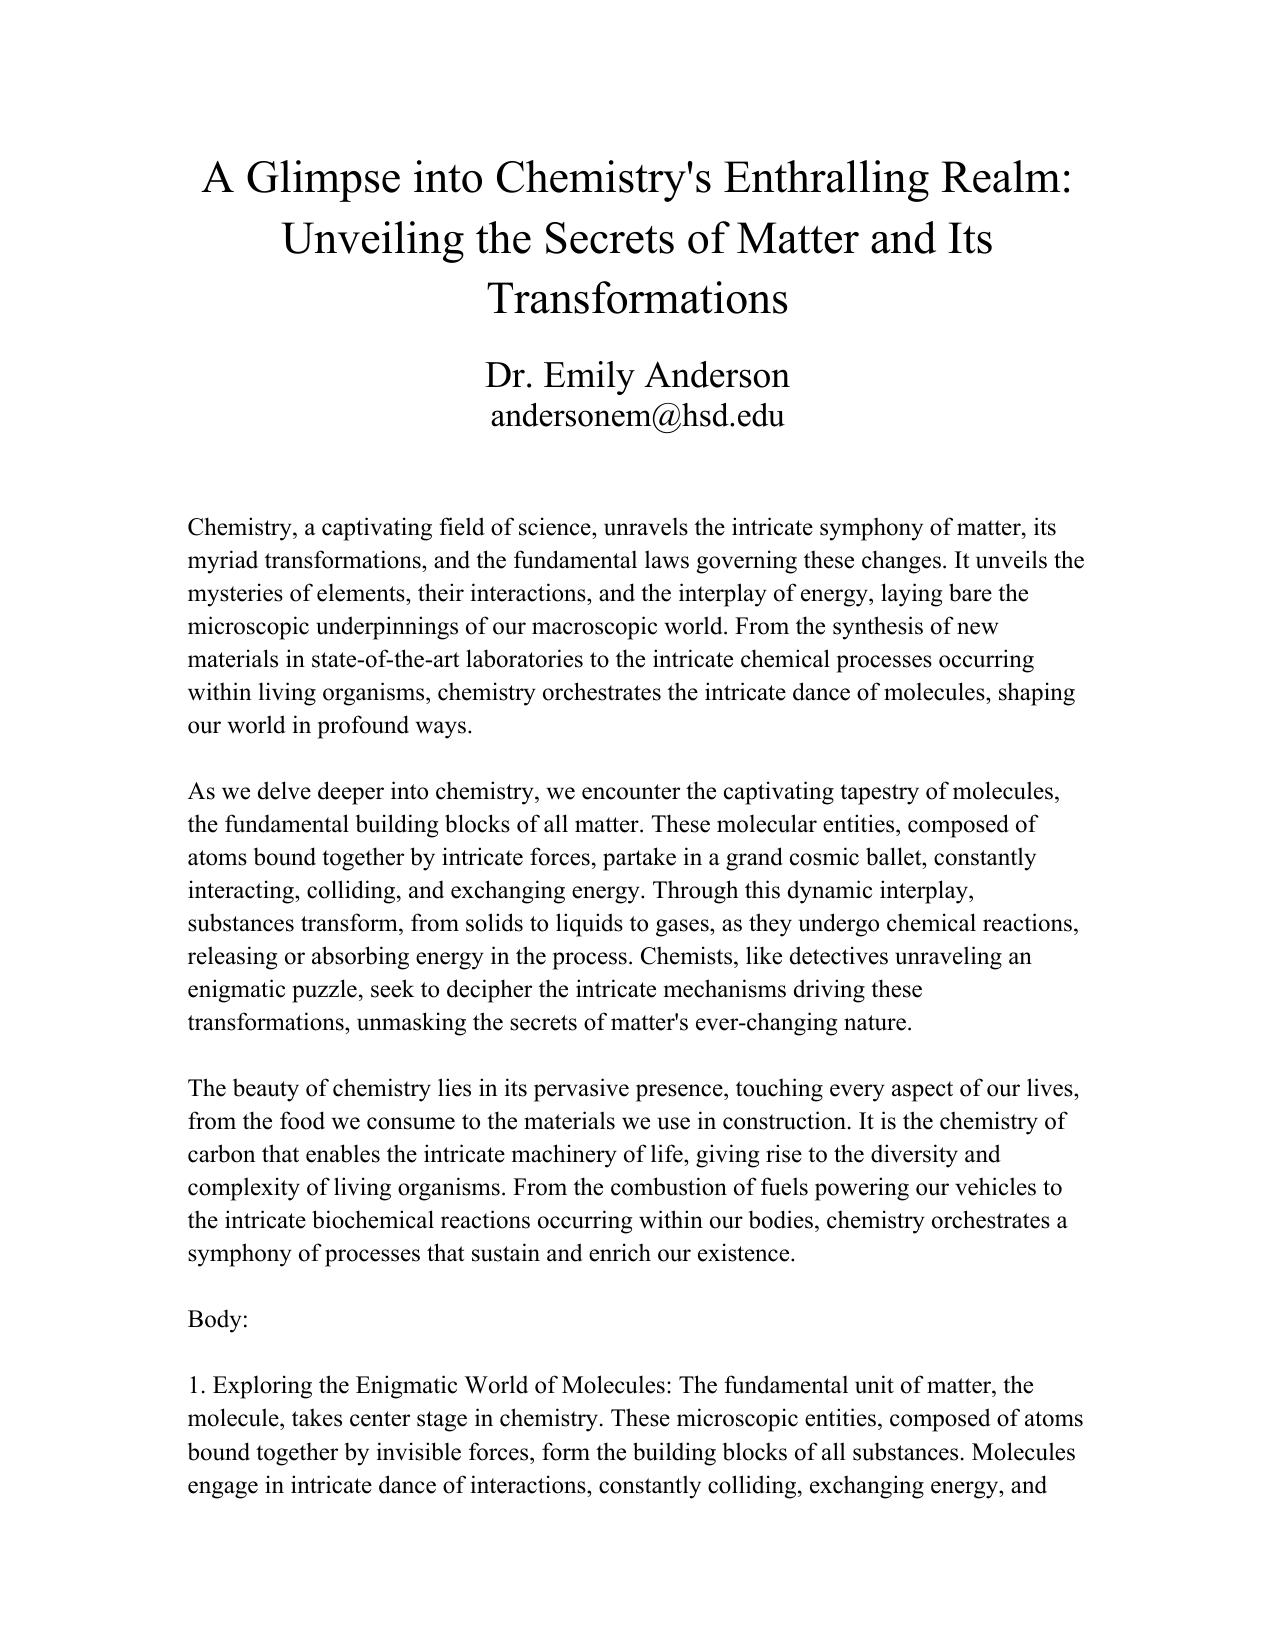 A Glimpse into Chemistry's Enthralling Realm:
Unveiling the Secrets of Matter and Its
Transformations
Dr. Emily Anderson
andersonem@hsd.edu
Chemistry, a captivating field of science, unravels the intricate symphony of matter, its
myriad transformations, and the fundamental laws governing these changes. It unveils the
mysteries of elements, their interactions, and the interplay of energy, laying bare the
microscopic underpinnings of our macroscopic world. From the synthesis of new
materials in state-of-the-art laboratories to the intricate chemical processes occurring
within living organisms, chemistry orchestrates the intricate dance of molecules, shaping
our world in profound ways.
As we delve deeper into chemistry, we encounter the captivating tapestry of molecules,
the fundamental building blocks of all matter. These molecular entities, composed of
atoms bound together by intricate forces, partake in a grand cosmic ballet, constantly
interacting, colliding, and exchanging energy. Through this dynamic interplay,
substances transform, from solids to liquids to gases, as they undergo chemical reactions,
releasing or absorbing energy in the process. Chemists, like detectives unraveling an
enigmatic puzzle, seek to decipher the intricate mechanisms driving these
transformations, unmasking the secrets of matter's ever-changing nature.
The beauty of chemistry lies in its pervasive presence, touching every aspect of our lives,
from the food we consume to the materials we use in construction. It is the chemistry of
carbon that enables the intricate machinery of life, giving rise to the diversity and
complexity of living organisms. From the combustion of fuels powering our vehicles to
the intricate biochemical reactions occurring within our bodies, chemistry orchestrates a
symphony of processes that sustain and enrich our existence.
Body:
1. Exploring the Enigmatic World of Molecules: The fundamental unit of matter, the
molecule, takes center stage in chemistry. These microscopic entities, composed of atoms
bound together by invisible forces, form the building blocks of all substances. Molecules
engage in intricate dance of interactions, constantly colliding, exchanging energy, and